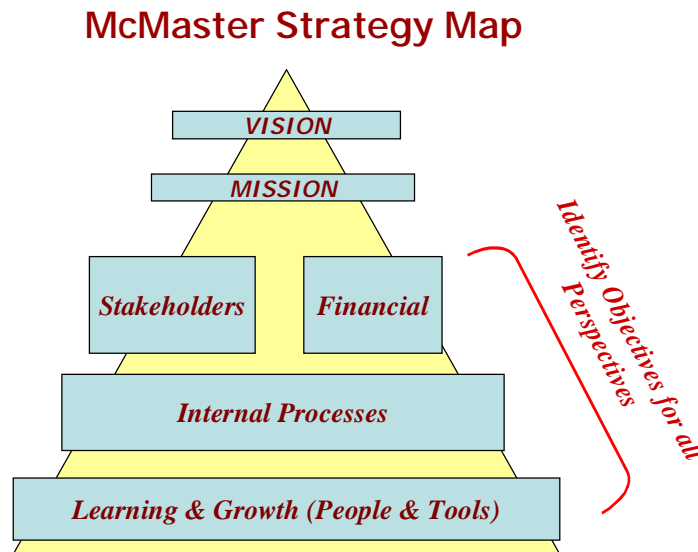 McMaster Strategy Map
VISION
MISSION
Stakeholders
Financial
Internal Processes
Learning & Growth (People & Tools)
Identify Objectives for all
Perspectives